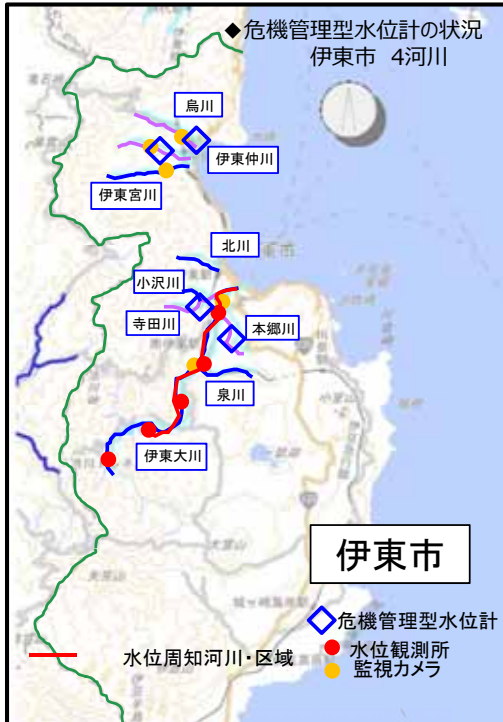 ◆危機管理型水位計の状況
伊東市 4河川
烏川
伊東仲川
伊東宮川
北川
小沢川
寺田川
本郷川
泉川
伊東大川
伊東市
危機管理型水位計
水位観測所
監視カメラ
水位周知河川・区域